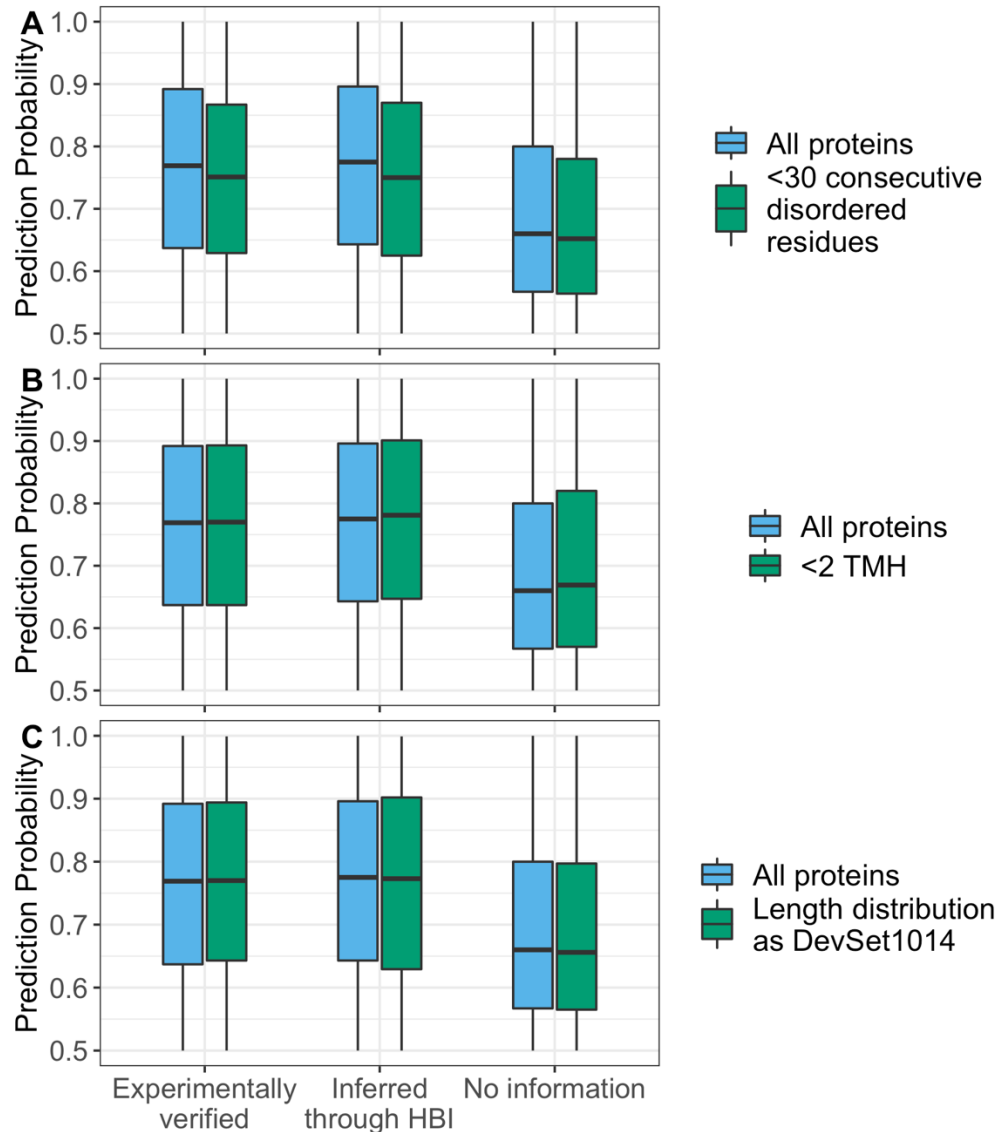 A
Prediction Probability
1.0
0.9
0.8
0.7
0.6
0.5
All proteins
<30 consecutive
disordered
residues
B
Prediction Probability
1.0
0.9
0.8
0.7
0.6
0.5
All proteins
<2 TMH
C
Prediction Probability
1.0
0.9
0.8
0.7
0.6
0.5
All proteins
Length distribution
as DevSet1014
Experimentally
verified
Inferred
through HBI
No information